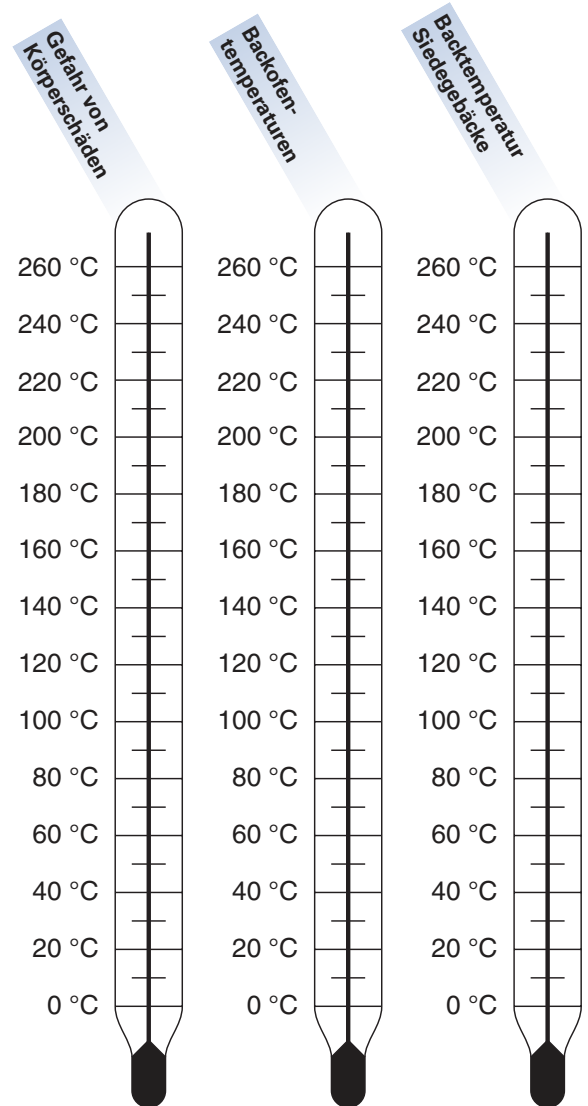 Gefahr von
Körperschäden
Backofen-
temperaturen
Backtemperatur
Siedegebäcke
260 °C 260 °C 260 °C
240 °C 240 °C 240 °C
220 °C 220 °C 220 °C
200 °C 200 °C 200 °C
180 °C 180 °C 180 °C
160 °C 160 °C 160 °C
140 °C 140 °C 140 °C
120 °C 120 °C 120 °C
100 °C 100 °C 100 °C
80 °C 80 °C 80 °C
60 °C 60 °C 60 °C
40 °C 40 °C 40 °C
20 °C 20 °C 20 °C
0 °C 0 °C 0 °C